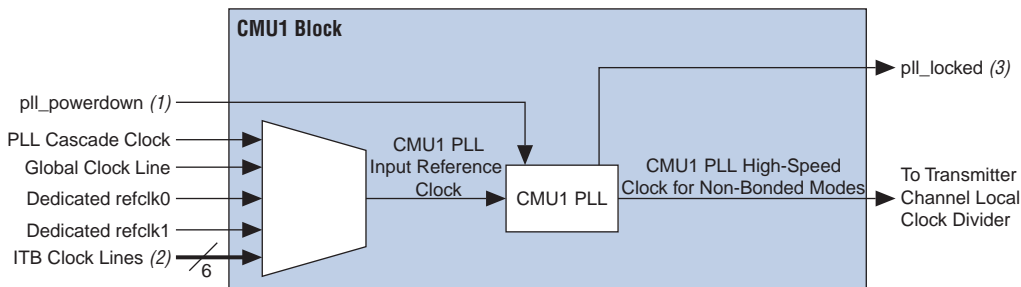 CMU1 Block
pll_locked (3)
pll_powerdown (1)
PLL Cascade Clock
Global Clock Line
Dedicated refclk0
Dedicated refclk1
ITB Clock Lines (2)
6
CMU1 PLL
Input Reference
Clock
CMU1 PLL
CMU1 PLL High-Speed
Clock for Non-Bonded Modes
To Transmitter
Channel Local
Clock Divider